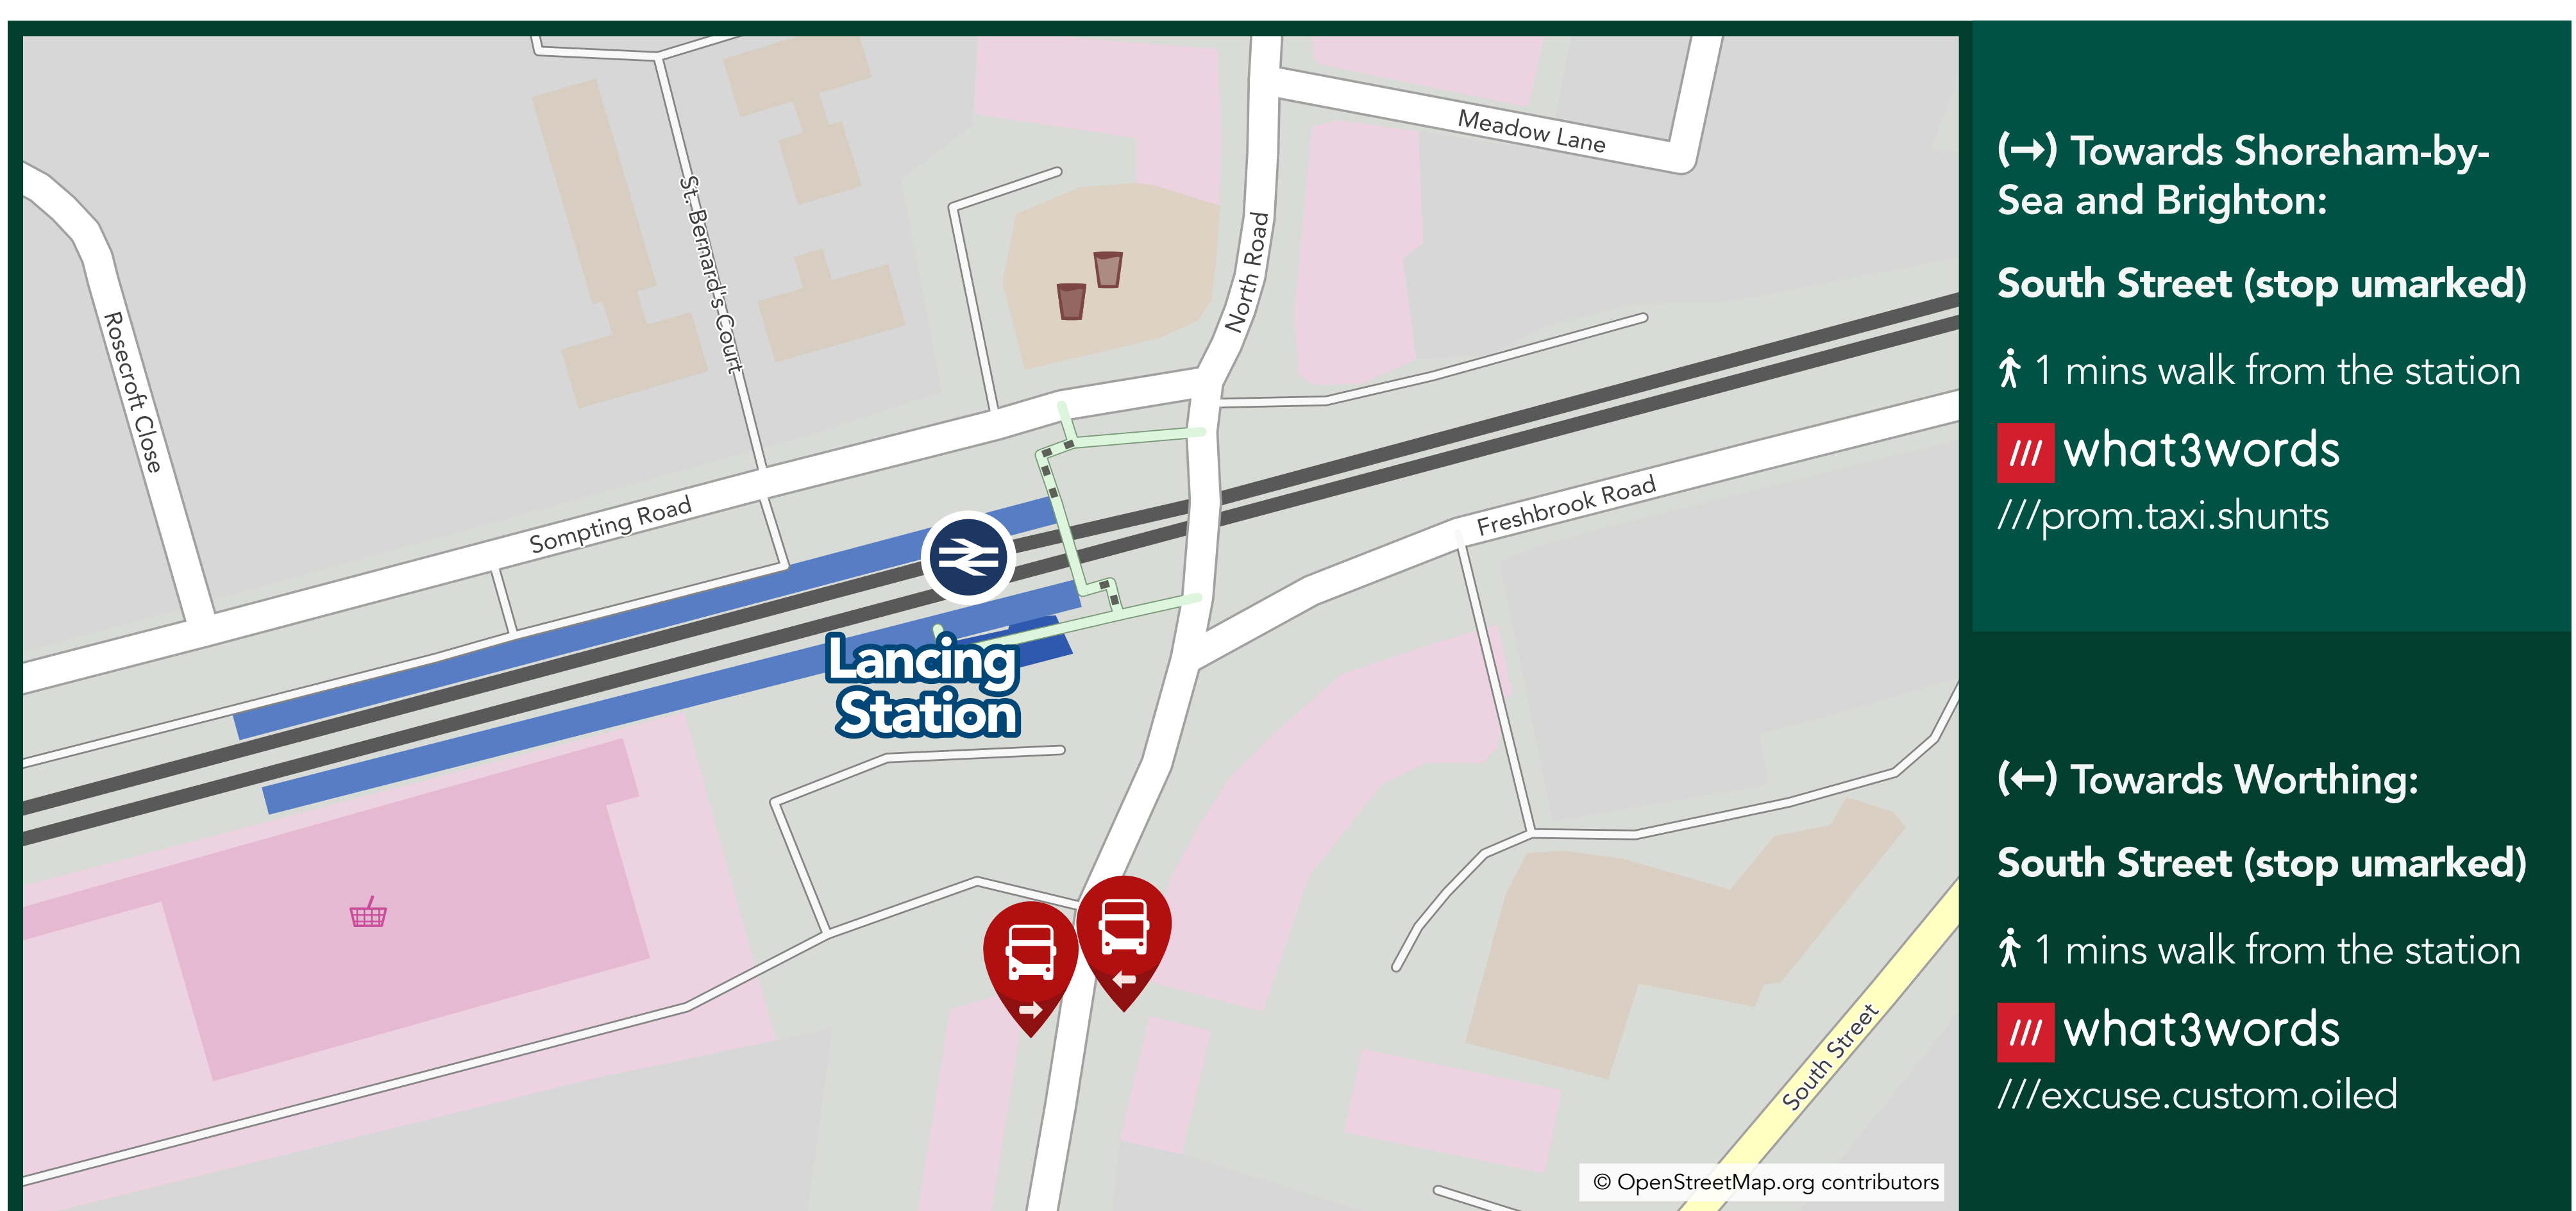 Meadow Lane
St. Bernard's Court
North Road
Rosecroft Close
Sompting Road
Freshbrook Road
Lancing
Station
South Street
© OpenStreetMap.org contributors
(→) Towards Shoreham-by-
Sea and Brighton:
South Street (stop umarked)
1 mins walk from the station
/// what3words
///prom.taxi.shunts
(←) Towards Worthing:
South Street (stop umarked)
1 mins walk from the station
/// what3words
///excuse.custom.oiled